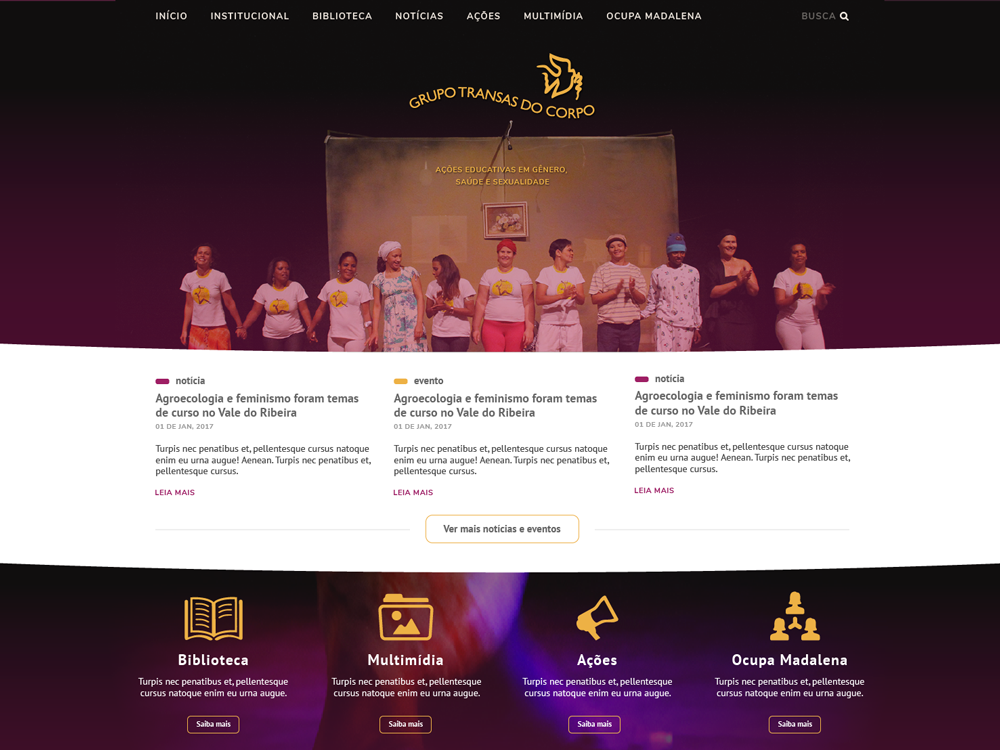 INÍCIO INSTITUCIONAL BIBLIOTECA NOTÍCIAS AÇÕES MULTIMÍDIA OCUPA MADALENA BUSCA
GRUPO TRANSAS DO CORPO
AÇÕES EDUCATIVAS EM GÊNERO,
SAÚDE E SEXUALIDADE
notícia
Agroecologia e feminismo foram temas
de curso no Vale do Ribeira
01 DE JAN, 2017
Turpis nec penatibus et, pellentesque cursus natoque
enim eu urna augue! Aenean. Turpis nec penatibus et,
pellentesque cursus.
LEIA MAIS
evento
Agroecologia e feminismo foram temas
de curso no Vale do Ribeira
01 DE JAN, 2017
Turpis nec penatibus et, pellentesque cursus natoque
enim eu urna augue! Aenean. Turpis nec penatibus et,
pellentesque cursus.
LEIA MAIS
notícia
Agroecologia e feminismo foram temas
de curso no Vale do Ribeira
01 DE JAN, 2017
Turpis nec penatibus et, pellentesque cursus natoque
enim eu urna augue! Aenean. Turpis nec penatibus et,
pellentesque cursus.
LEIA MAIS
Ver mais notícias e eventos
Biblioteca
Turpis nec penatibus et, pellentesque
cursus natoque enim eu urna augue.
Saiba mais
Multimídia
Turpis nec penatibus et, pellentesque
cursus natoque enim eu urna augue.
Saiba mais
Ações
Turpis nec penatibus et, pellentesque
cursus natoque enim eu urna augue.
Saiba mais
Ocupa Madalena
Turpis nec penatibus et, pellentesque
cursus natoque enim eu urna augue.
Saiba mais